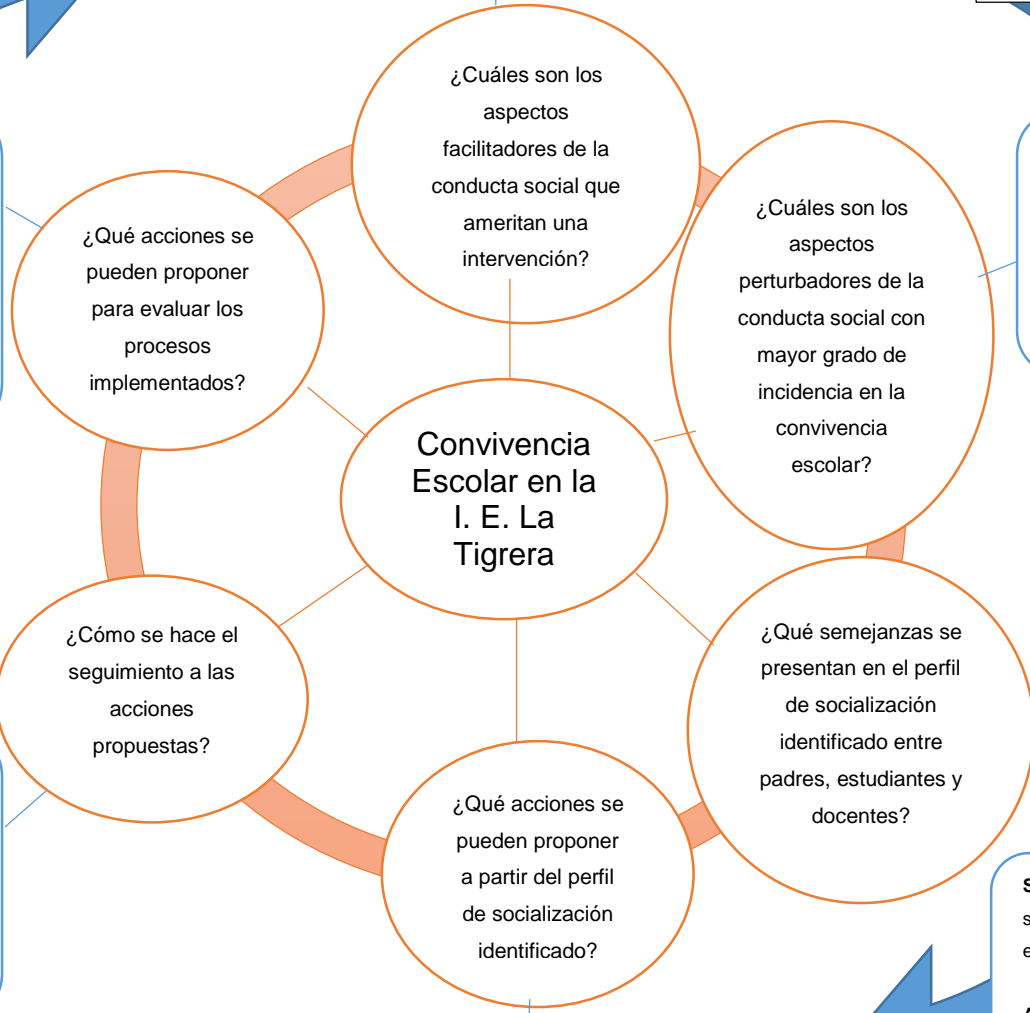 ¿Cuáles son los
aspectos
facilitadores de la
conducta social que
ameritan una
intervención?
¿Cuáles son los
aspectos
perturbadores de la
conducta social con
mayor grado de
incidencia en la
convivencia
escolar?
¿Qué acciones se
pueden proponer
para evaluar los
procesos
implementados?
Convivencia
Escolar en la
I. E. La
Tigrera
¿Cómo se hace el
seguimiento a las
acciones
propuestas?
¿Qué semejanzas se
presentan en el perfil
de socialización
identificado entre
padres, estudiantes y
docentes?
¿Qué acciones se
pueden proponer
a partir del perfil
de socialización
identificado?